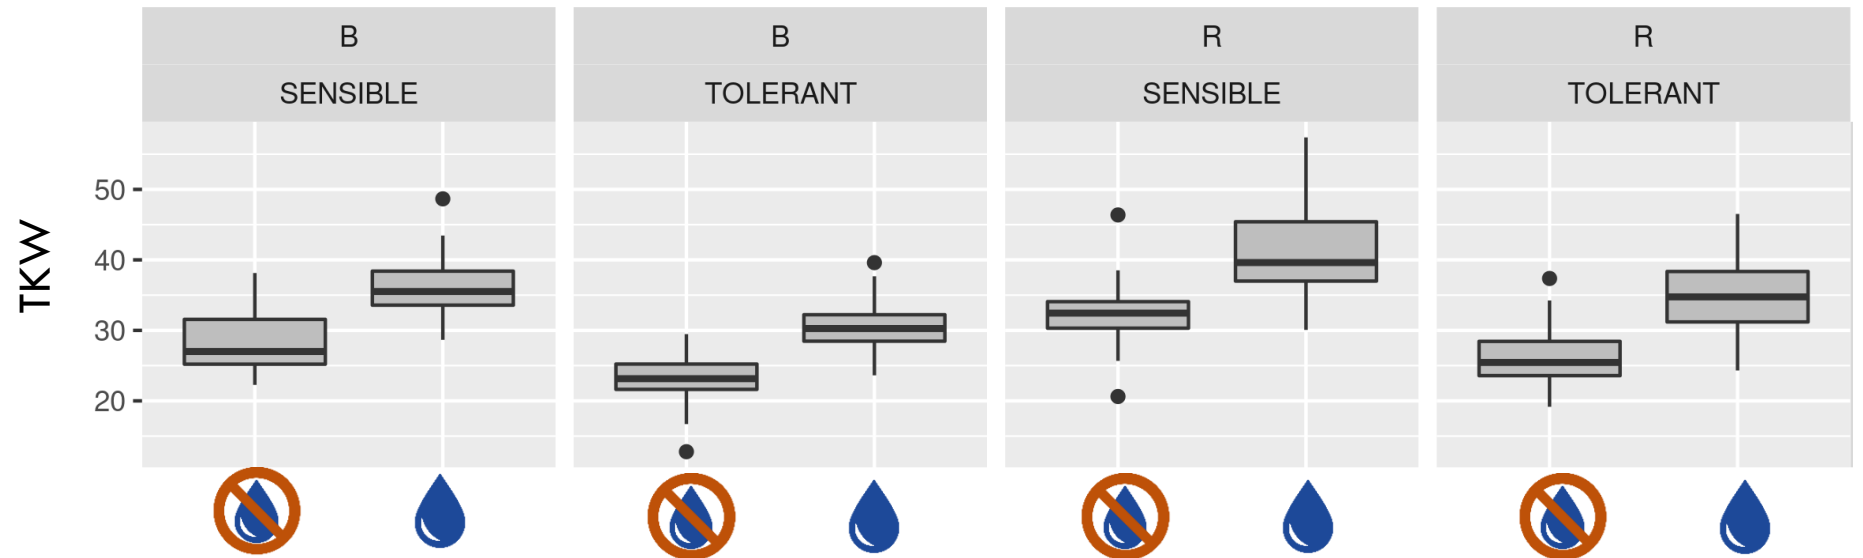 B B R R
SENSIBLE TOLERANT SENSIBLE TOLERANT
TKW
50
40
30
20